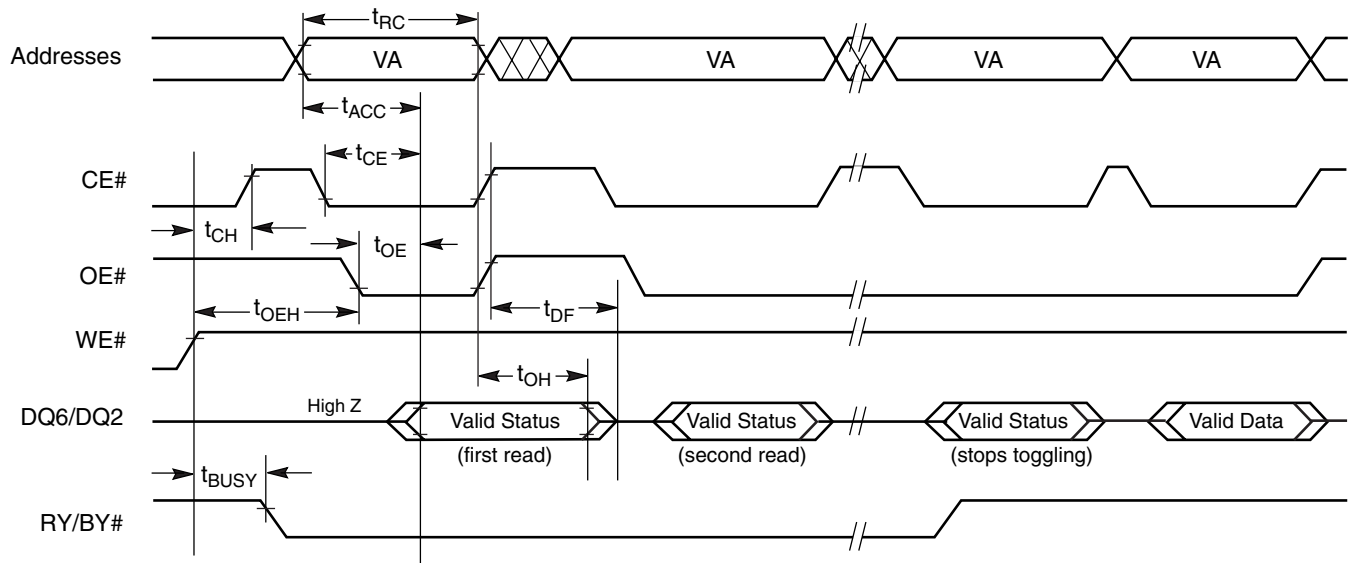 tRC
Addresses
VA
VA
VA
VA
tACC
tCE
CE#
tCH
tOE
OE#
tOEH
tDF
WE#
tOH
DQ6/DQ2
High Z
Valid Status
Valid Status
Valid Status
Valid Data
(first read)
(second read)
(stops toggling)
tBUSY
RY/BY#